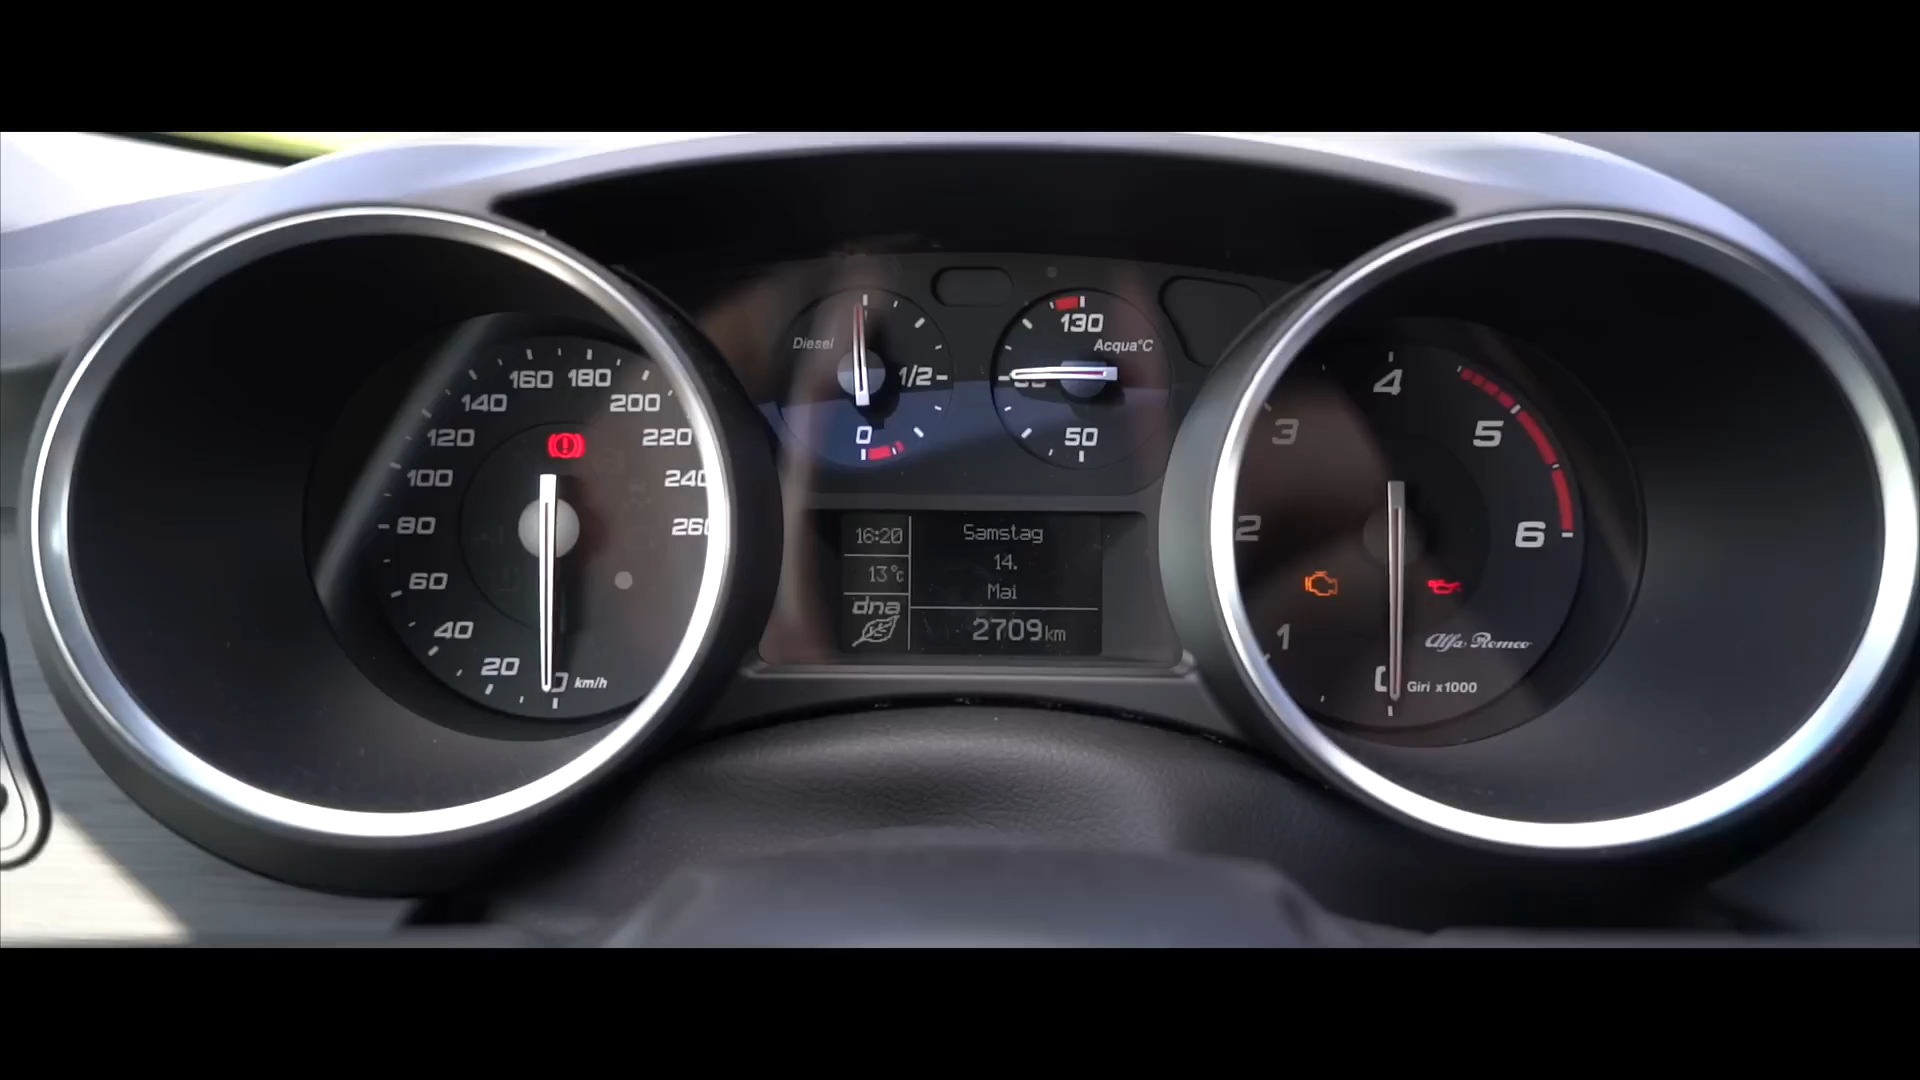 160 180
140 200
120 220
100 240
80 260
60
40
20
0 km/h
Diesel
1/2
0
130
Acqua°C
50
16:20
13°c
dna
Samstag
14.
Mai
2709km
4
3 5
2 6
1
Alfa Romeo
0 Giri x1000